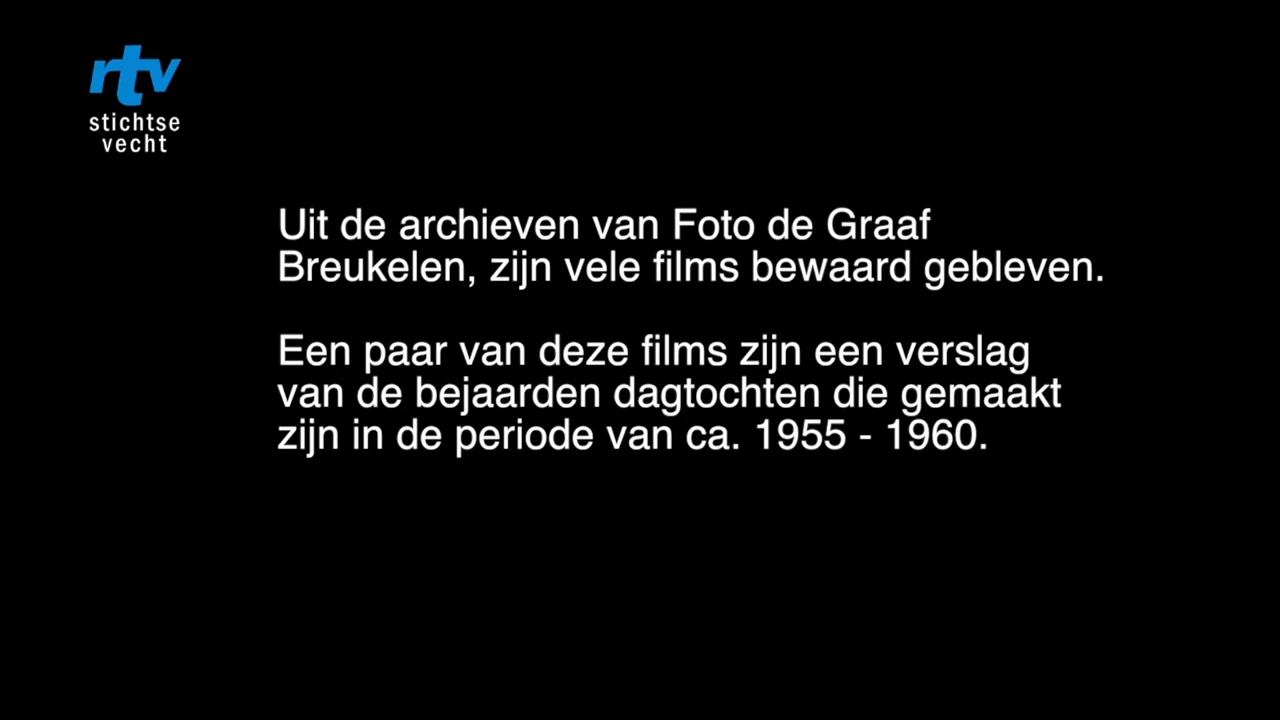 rtv
stichtse
vecht
Uit de archieven van Foto de Graaf
Breukelen, zijn vele films bewaard gebleven.
Een paar van deze films zijn een verslag
van de bejaarden dagtochten die gemaakt
zijn in de periode van ca. 1955 - 1960.